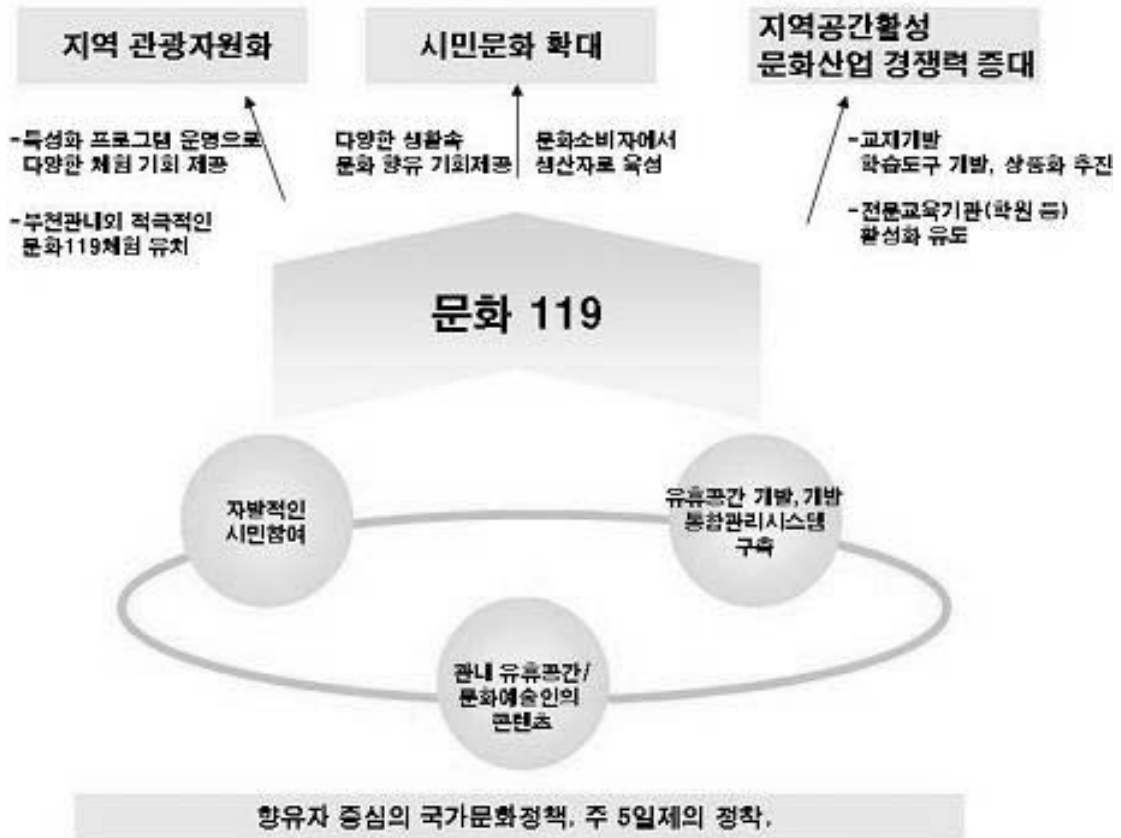 지역 관광자원화
시민문화 확대
지역공간활성
문화산업 경쟁력 증대
-특성화 프로그램 운영으로
다양한 체험 기회 제공
-부천관내외 적극적인
문화119체험 유치
다양한 생활속
문화 향유 기회제공
문화소비자에서
생산자로 육성
-교재개발
학습도구 개발, 상품화 추진
-전문교육기관(학원 등)
활성화 유도
문화 119
자발적인
시민참여
유휴공간 개발, 개방
통합관리시스템
구축
관내 유휴공간/
문화예술인의
콘텐츠
향유자 중심의 국가문화정책, 주 5일제의 정착,